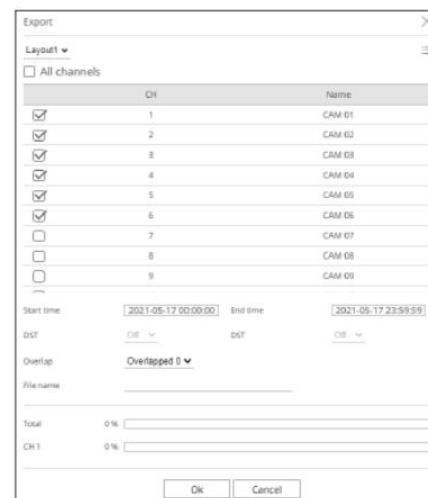 Export
Layout1
All channels
CH Name
1 CAM 01
2 CAM 02
3 CAM 03
4 CAM 04
5 CAM 05
6 CAM 06
7 CAM 07
8 CAM 08
9 CAM 09
Start time 2021-05-17 00:00:00 End time 2021-05-17 23:59:59
DST Off DST Off
Overlap Overlapped 0
File name
Total 0 %
CH 1 0 %
Ok Cancel